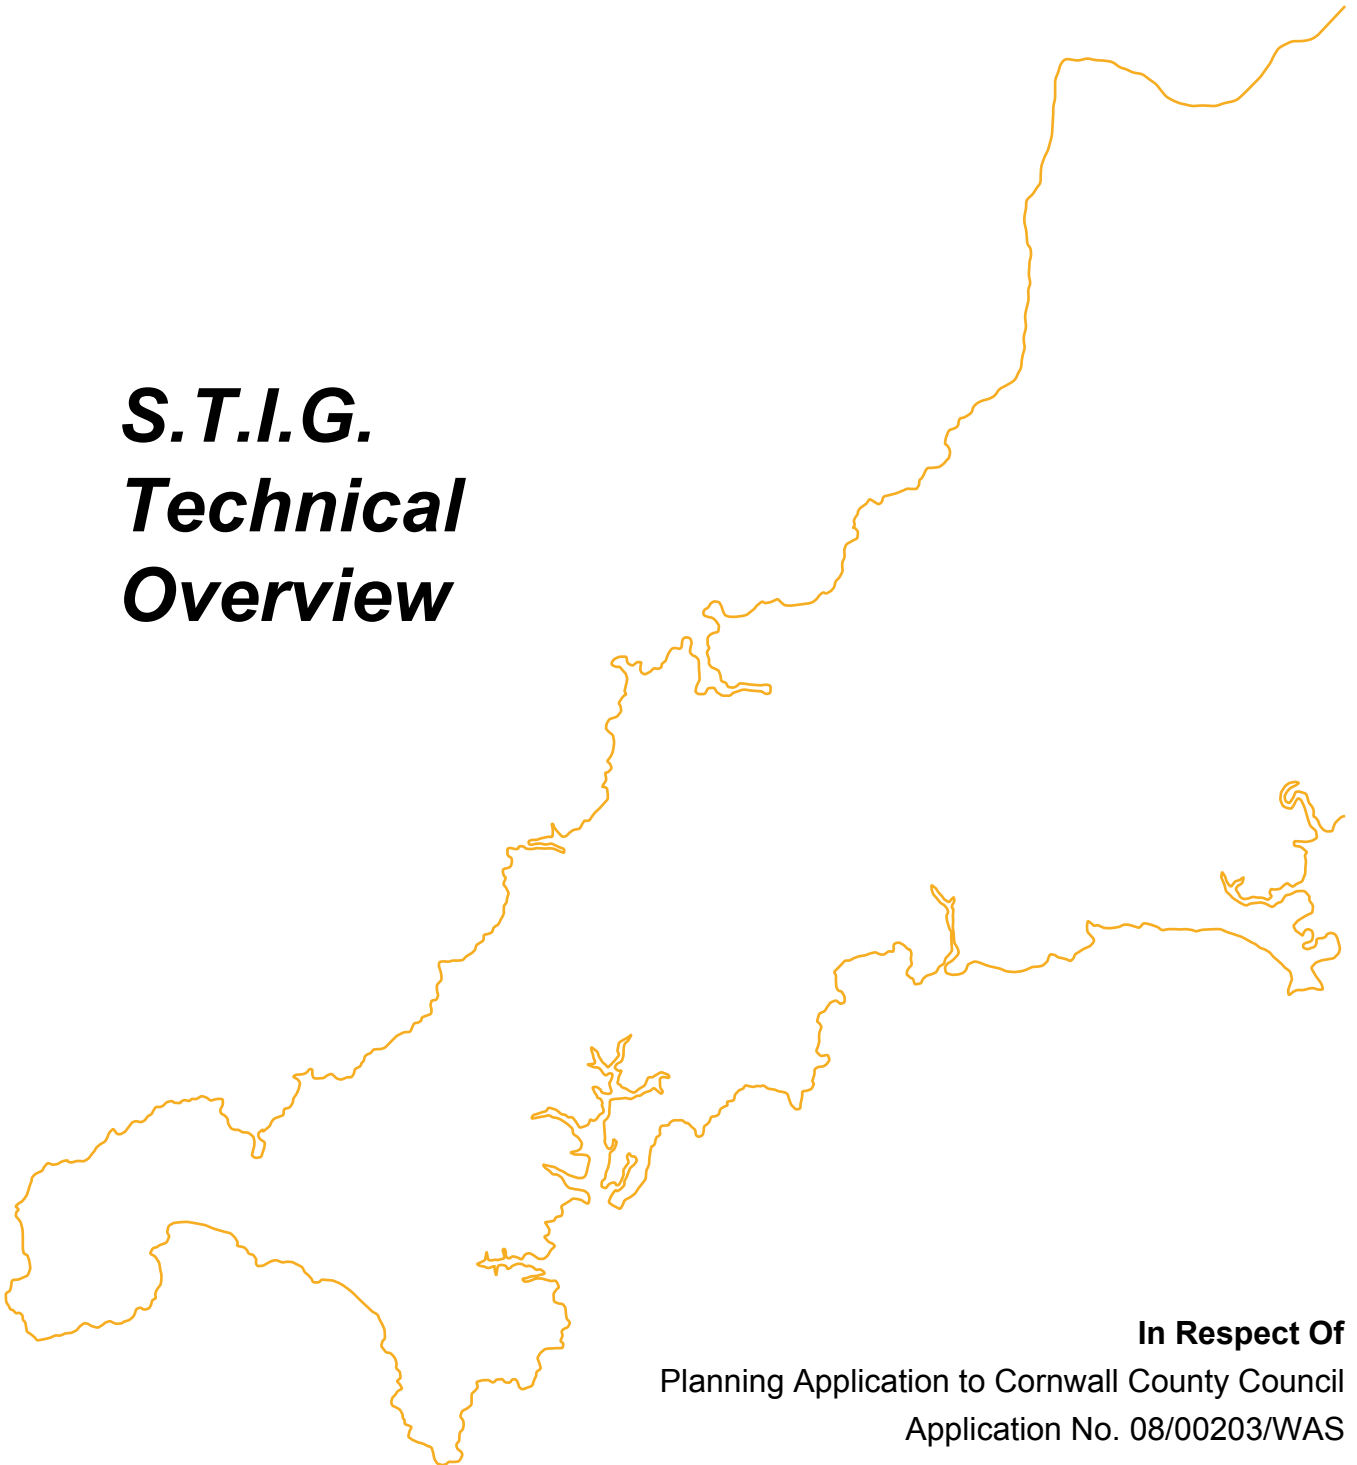 S.T.I.G.
Technical
Overview
In Respect Of
Planning Application to Cornwall County Council
Application No. 08/00203/WAS